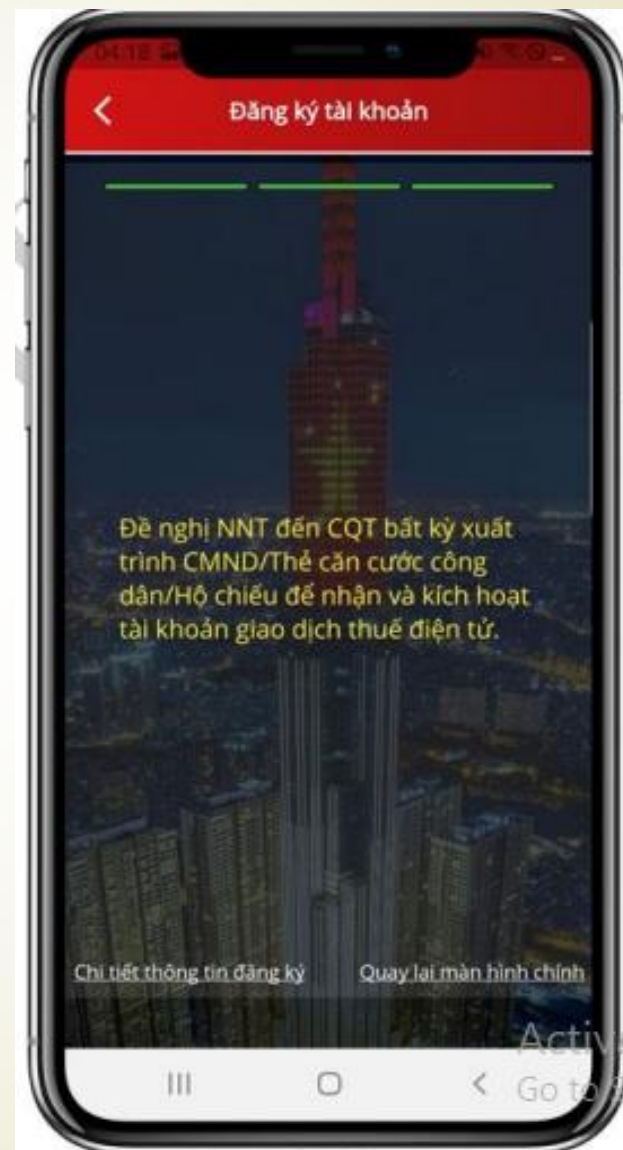 04:18
Đăng ký tài khoản
Đề nghị NNT đến CQT bất kỳ xuất
trình CMND/Thẻ căn cước công
dân/Hộ chiếu để nhận và kích hoạt
tài khoản giao dịch thuế điện tử.
Chi tiết thông tin đăng ký Quay lại màn hình chính
Activ
Go to